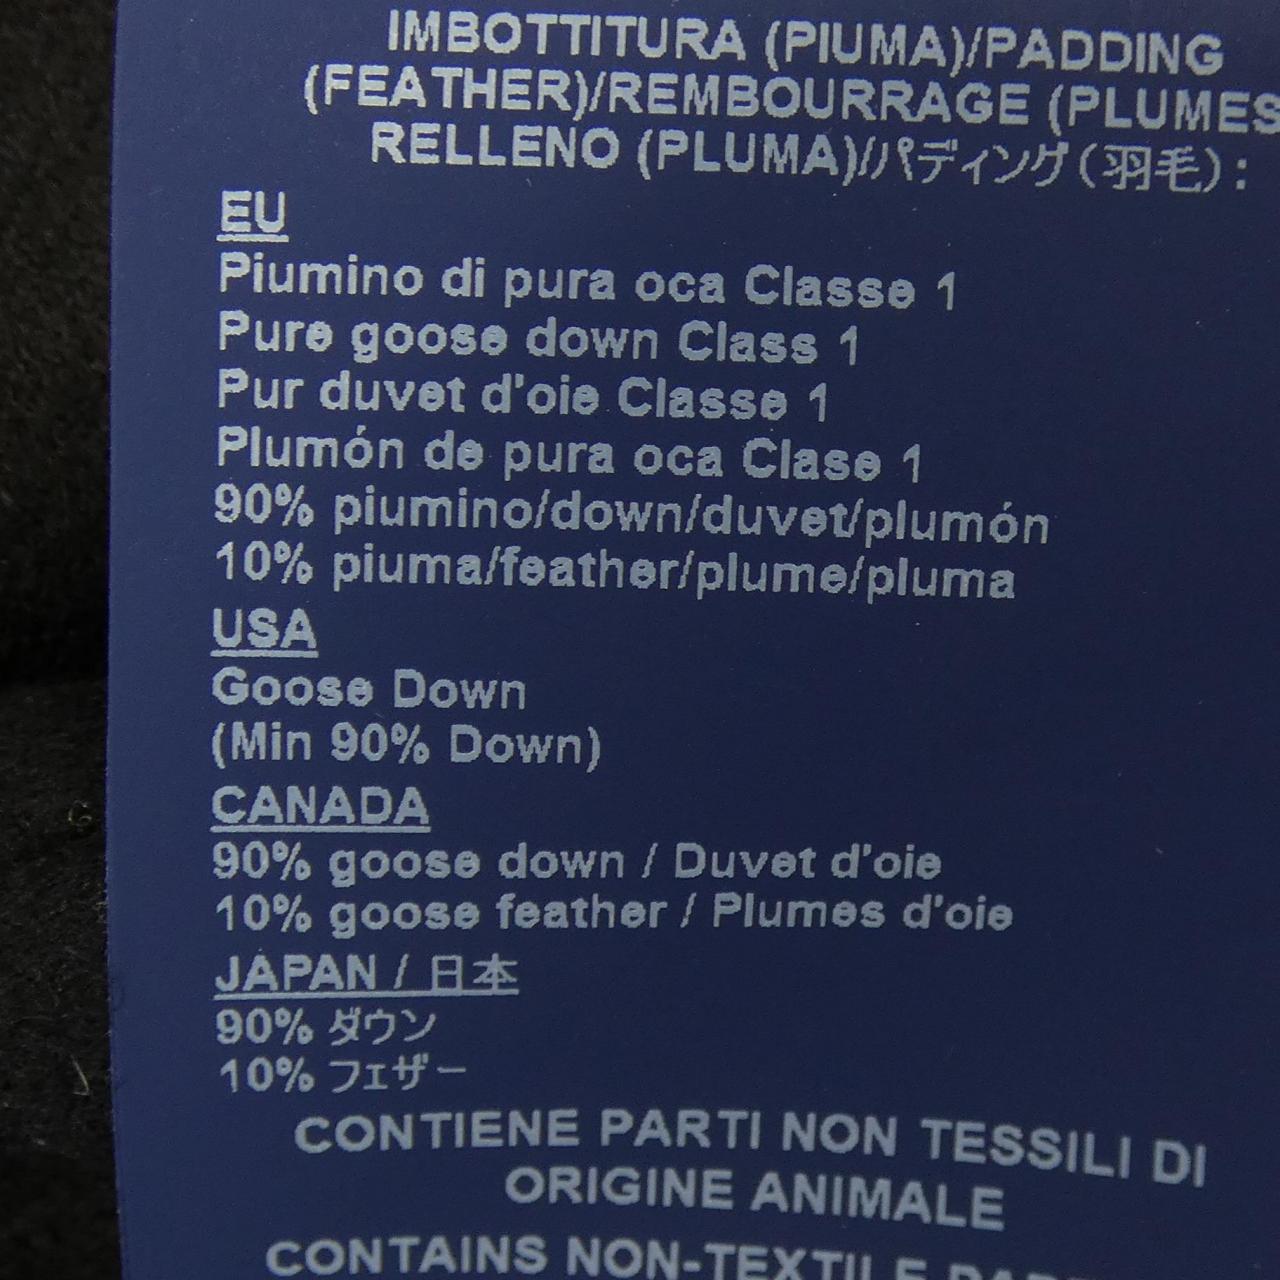 IMBOTTITURA (PIUMA)/PADDING
(FEATHER)/REMBOURRAGE (PLUMES
RELLENO (PLUMA)/パディング(羽毛):
EU
Piumino di pura oca Classe 1
Pure goose down Class 1
Pur duvet d'oie Classe 1
Plumón de pura oca Clase 1
90% piumino/down/duvet/plumón
10% piuma/feather/plume/pluma
USA
Goose Down
(Min 90% Down)
CANADA
90% goose down / Duvet d'oie
10% goose feather / Plumes d'oie
JAPAN / 日本
90% ダウン
10% フェザー
CONTIENE PARTI NON TESSILI DI
ORIGINE ANIMALE
CONTAINS NON-TEXTILE